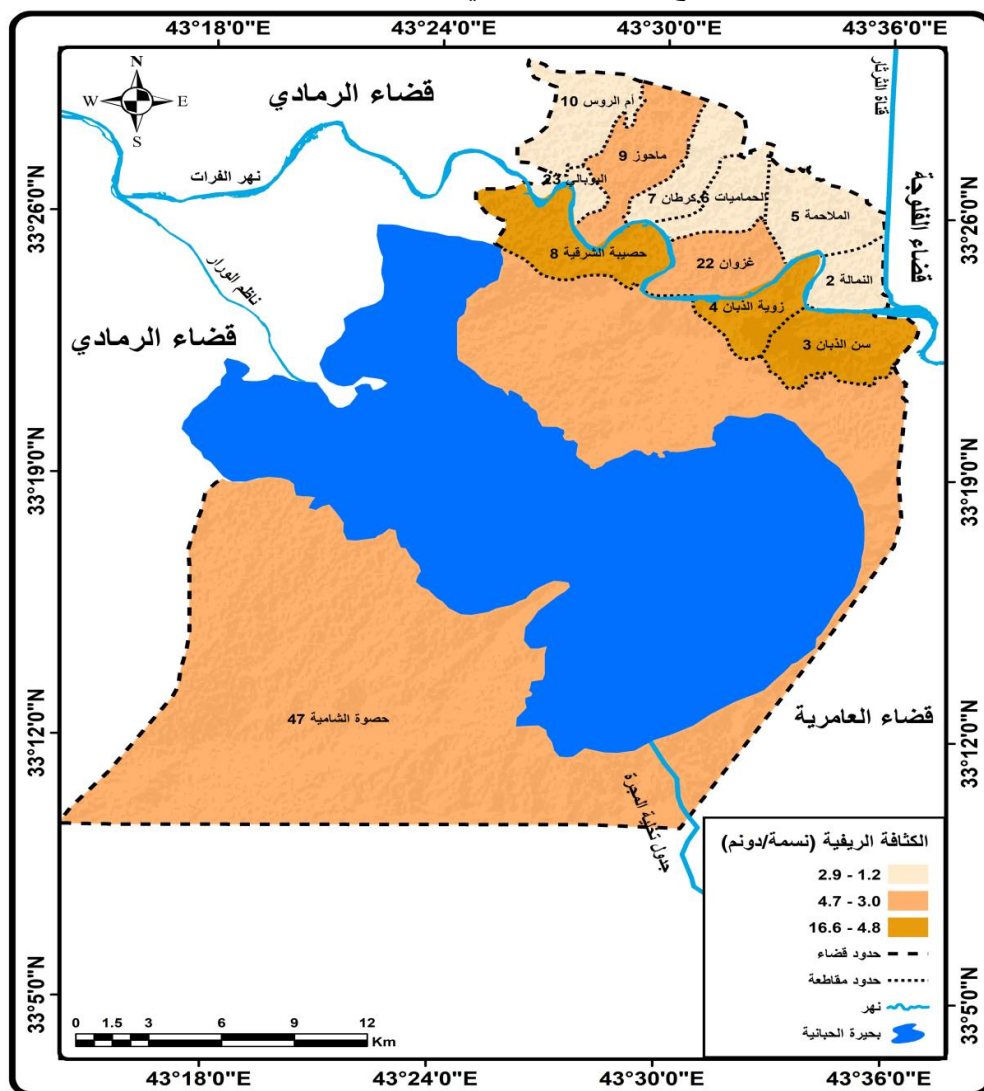 43°18'0"E
43°24'0"E
43°30'0"E
43°36'0"E
N
W
E
S
قضاء الرمادي
نهر الفرات
ناظم الورار
قضاء الرمادي
قناة الثرثار
قضاء الفلوجة
أم الروس 10
ماحوز 9
البوبالي 23
كرطان 7
لحماميات 6
الملاحمة 5
حصيبة الشرقية 8
غزوان 22
النمالة 2
زوية الذبان 4
سن الذبان 3
33°26'0"N
33°26'0"N
33°19'0"N
33°19'0"N
حصوة الشامية 47
قضاء العامرية
33°12'0"N
33°12'0"N
جدول تخلية المجرة
الكثافة الريفية (نسمة/دونم)
2.9 - 1.2
4.7 - 3.0
16.6 - 4.8
حدود قضاء
حدود مقاطعة
نهر
بحيرة الحبانية
33°5'0"N
33°5'0"N
0 1.5 3 6 9 12
Km
43°18'0"E
43°24'0"E
43°30'0"E
43°36'0"E